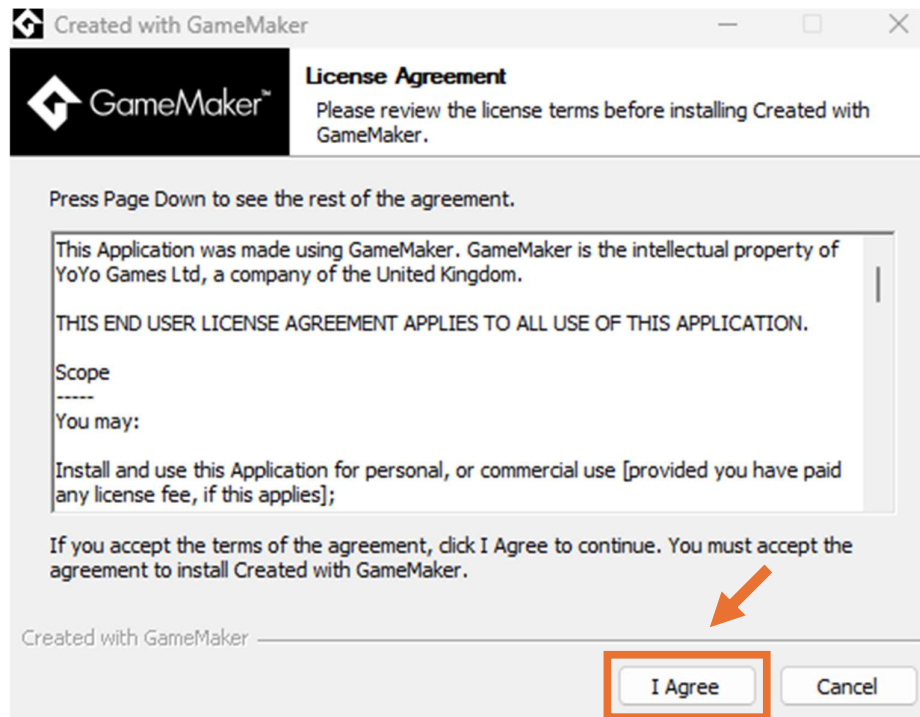 Created with GameMaker
GameMaker™
License Agreement
Please review the license terms before installing Created with
GameMaker.
Press Page Down to see the rest of the agreement.
This Application was made using GameMaker. GameMaker is the intellectual property of
YoYo Games Ltd, a company of the United Kingdom.
THIS END USER LICENSE AGREEMENT APPLIES TO ALL USE OF THIS APPLICATION.
Scope
-----
You may:
Install and use this Application for personal, or commercial use [provided you have paid
any license fee, if this applies];
If you accept the terms of the agreement, click I Agree to continue. You must accept the
agreement to install Created with GameMaker.
Created with GameMaker
I Agree
Cancel